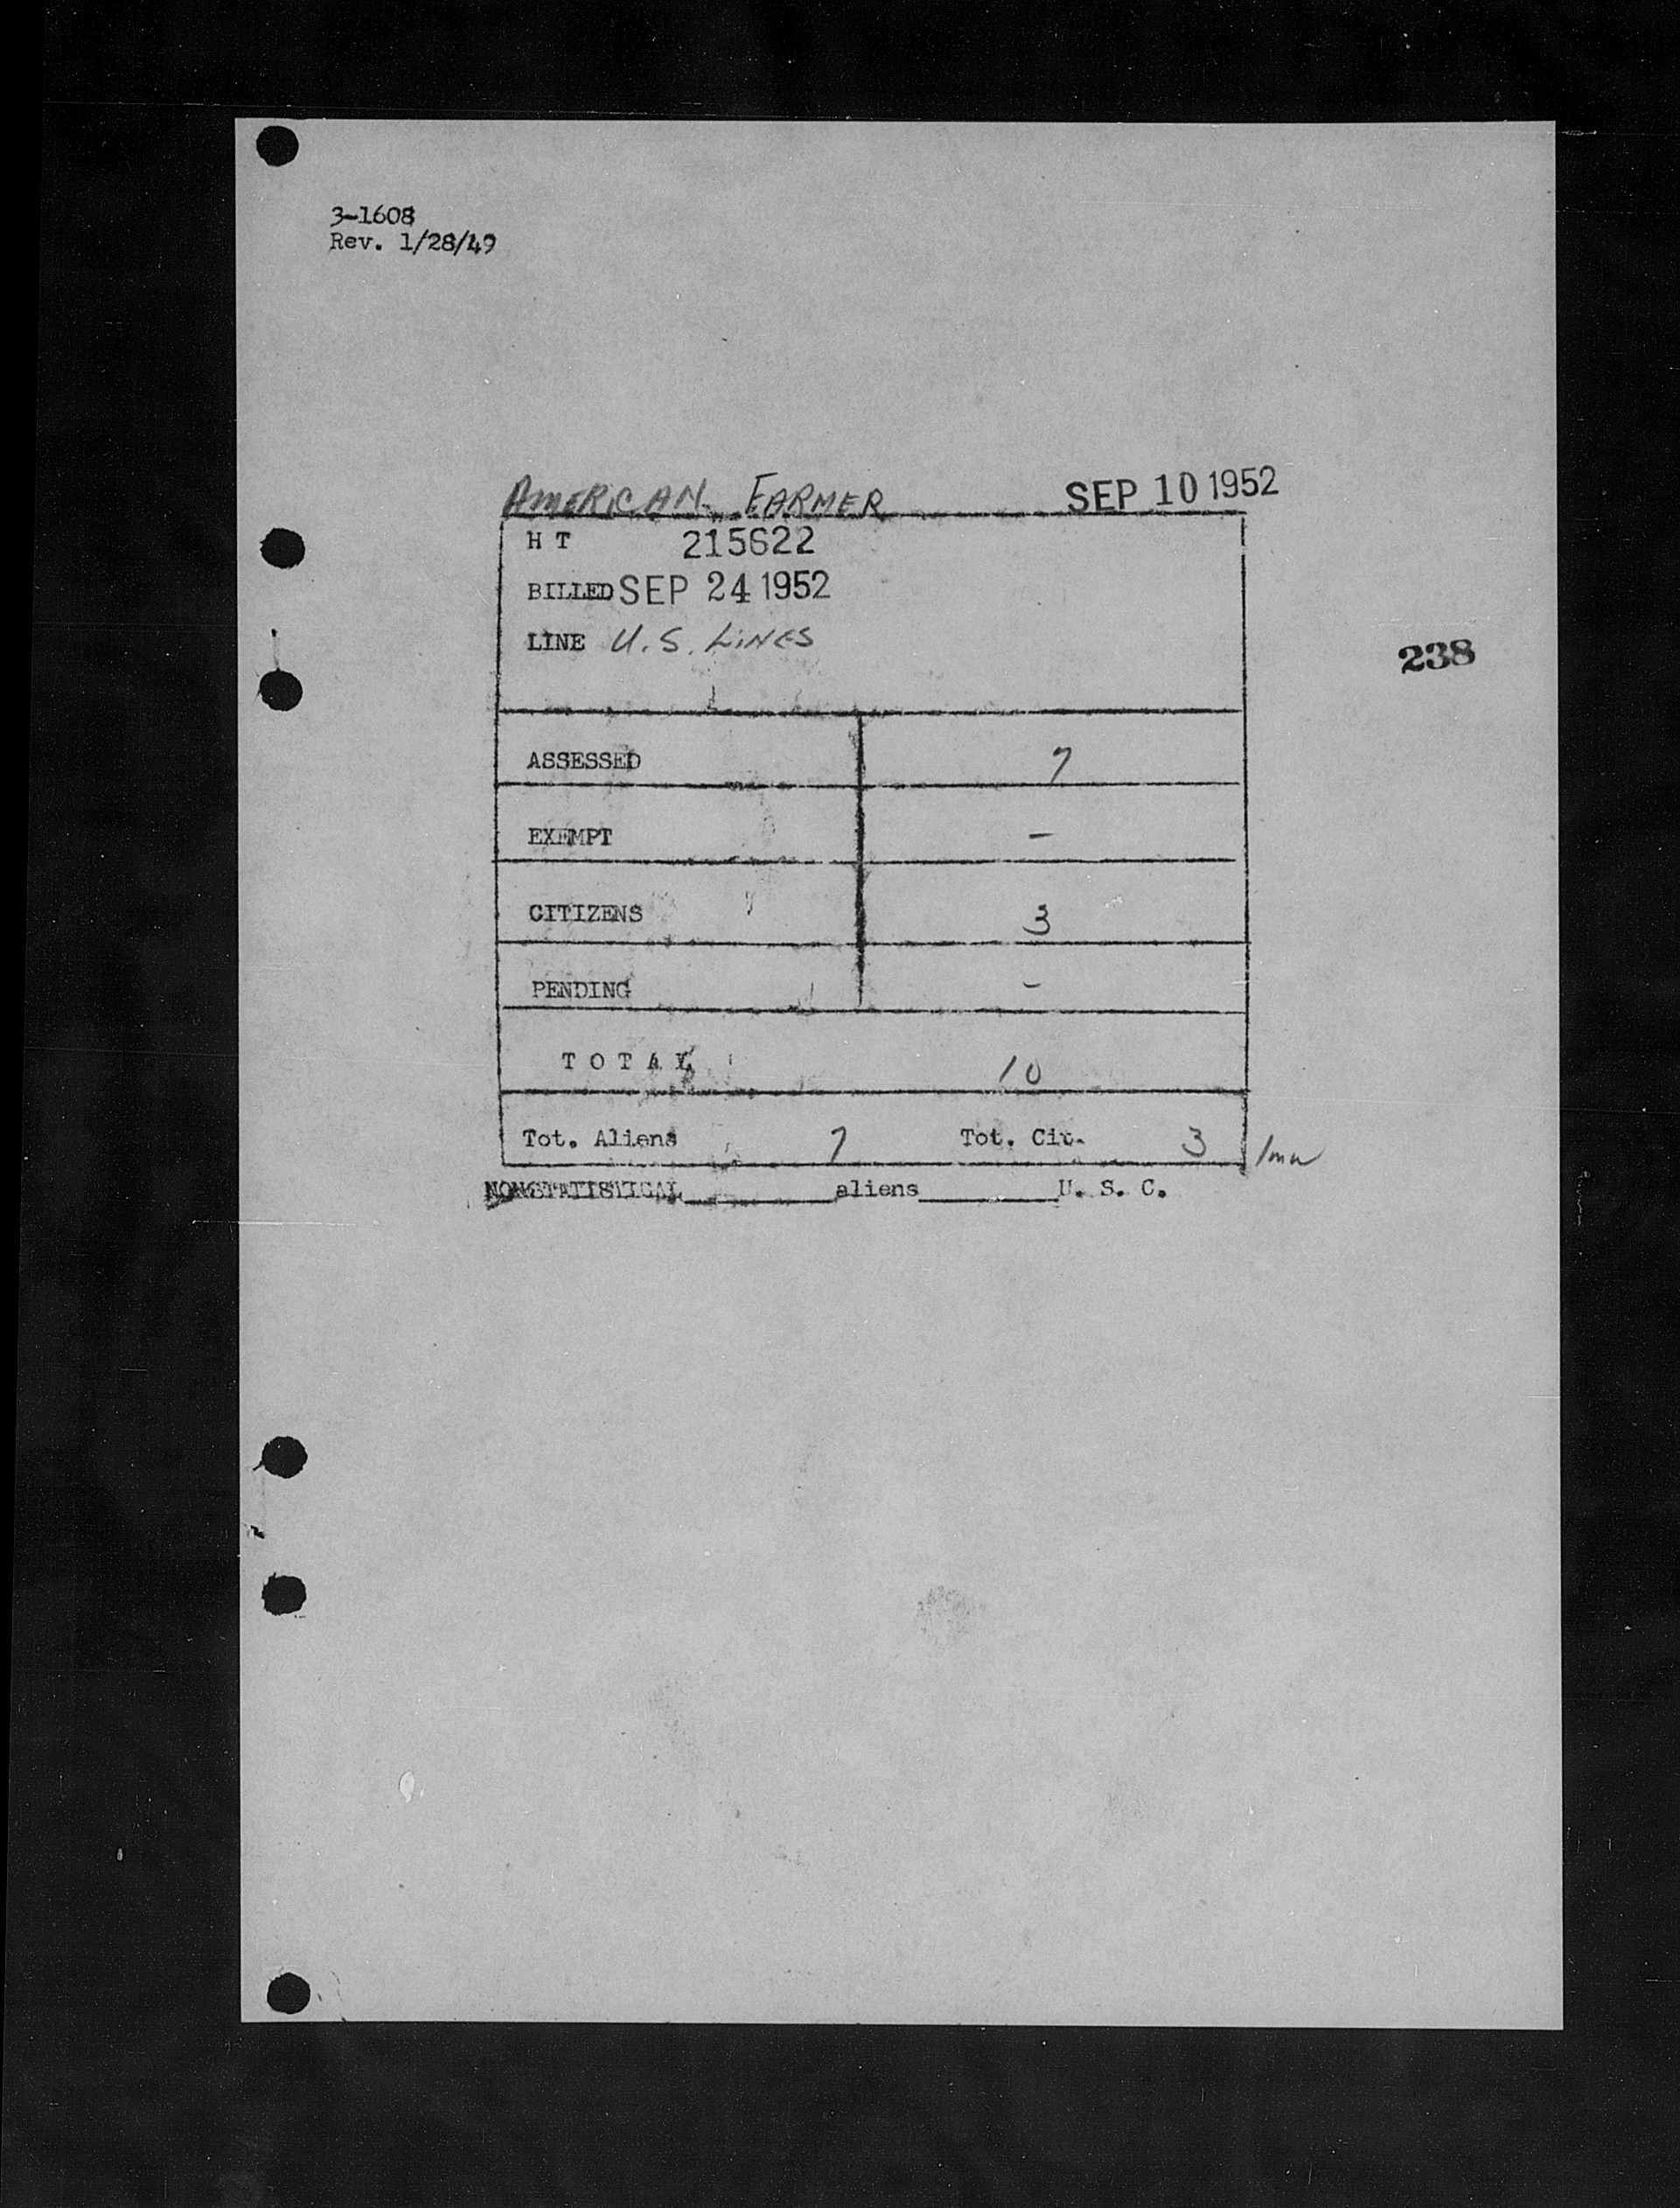 3-1608
Rev. 1/28/49
AMERICAN FARMER SEP 10 1952
H T 215622
BILLED SEP 24 1952
LINE U.S. LINES
238
ASSESSED 7
EXEMPT -
CITIZENS 3
PENDING -
T O T A L 10
Tot. Aliens 7 Tot. Cit. 3
NONSTATISTICAL aliens U. S. C.